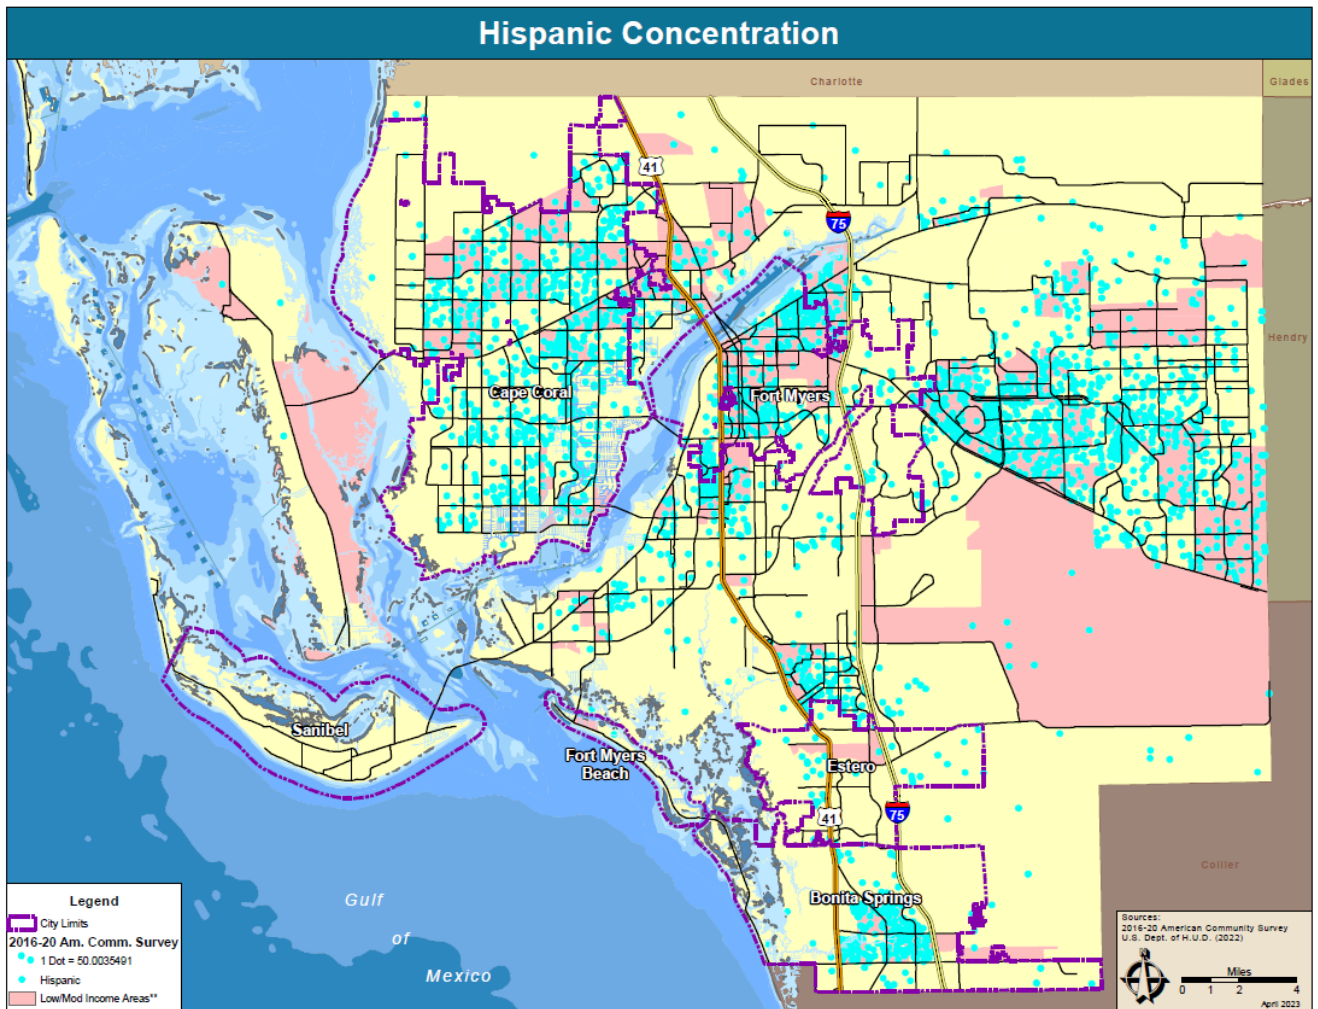 Hispanic Concentration
Charlotte
Glades
41
75
Hendry
Cape Coral
Fort Myers
Sanibel
Fort Myers
Beach
Estero
41
75
Collier
Bonita Springs
Gulf
of
Mexico
Legend
City Limits
2016-20 Am. Comm. Survey
1 Dot = 50.0035491
Hispanic
Low/Mod Income Areas**
Sources:
2016-20 American Community Survey
U.S. Dept. of H.U.D. (2022)
Miles
0 1 2 4
April 2023